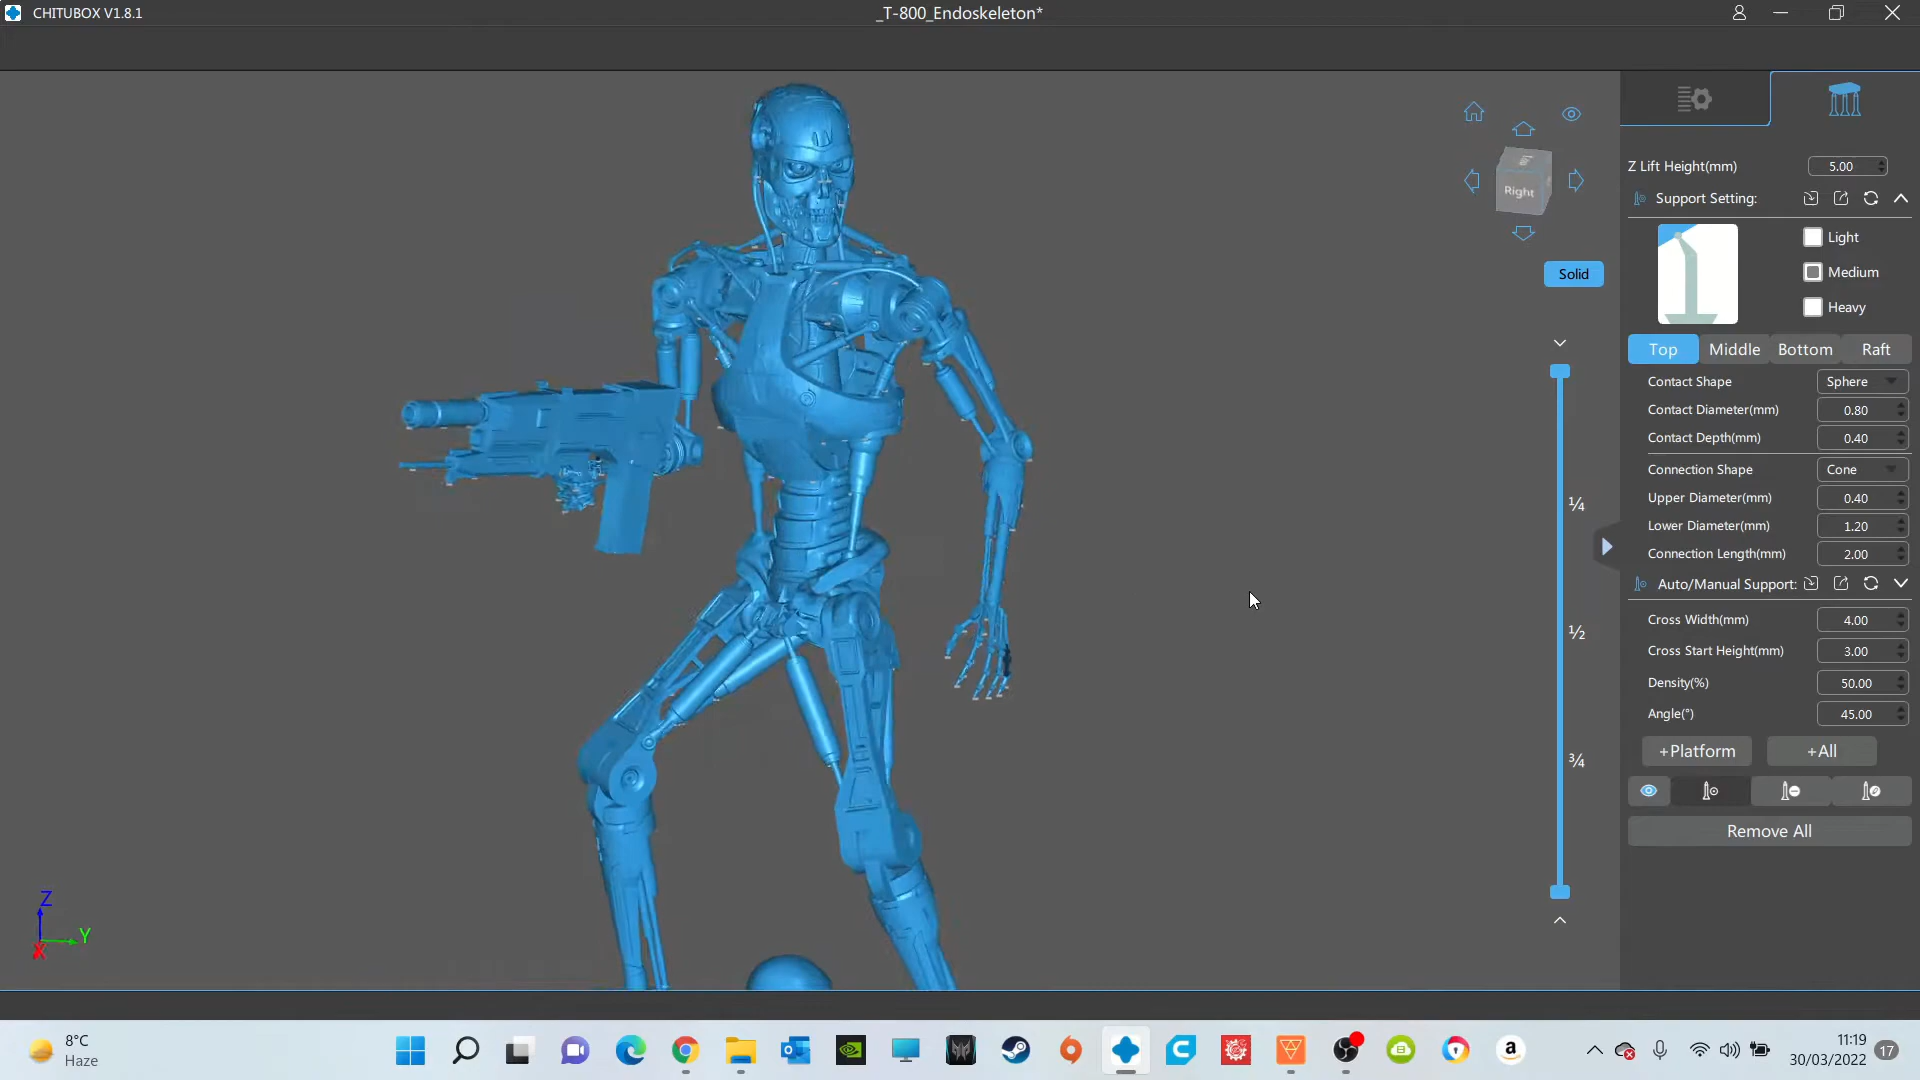 CHITUBOX V1.8.1
_T-800_Endoskeleton*
Z Lift Height(mm) 5.00
Support Setting:
Light
Medium
Heavy
Right
Solid
Top Middle Bottom Raft
Contact Shape Sphere
Contact Diameter(mm) 0.80
Contact Depth(mm) 0.40
Connection Shape Cone
Upper Diameter(mm) 0.40
Lower Diameter(mm) 1.20
Connection Length(mm) 2.00
Auto/Manual Support:
Cross Width(mm) 4.00
Cross Start Height(mm) 3.00
Density(%) 50.00
Angle(°) 45.00
+Platform +All
Remove All
¼
½
¾
Z
Y
X
8°C
Haze
11:19
30/03/2022
17